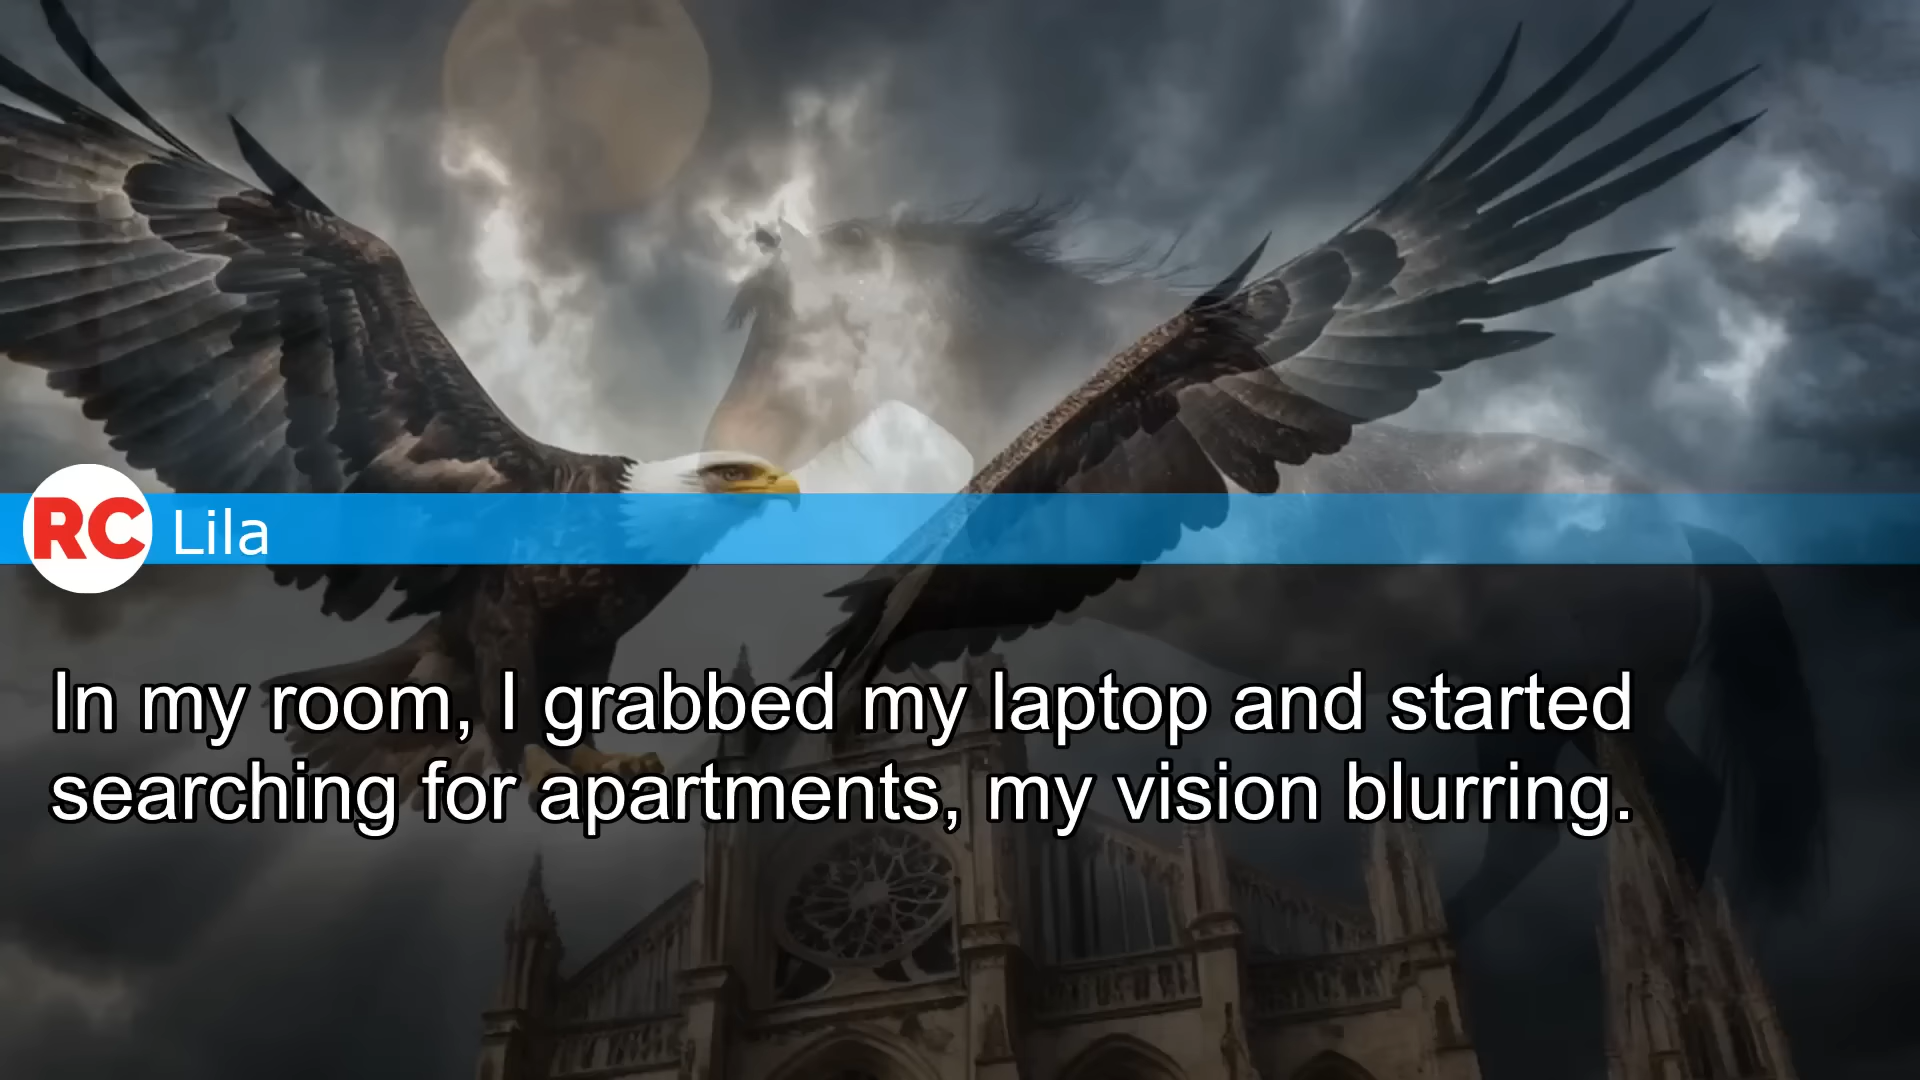 RC Lila
In my room, I grabbed my laptop and started
searching for apartments, my vision blurring.